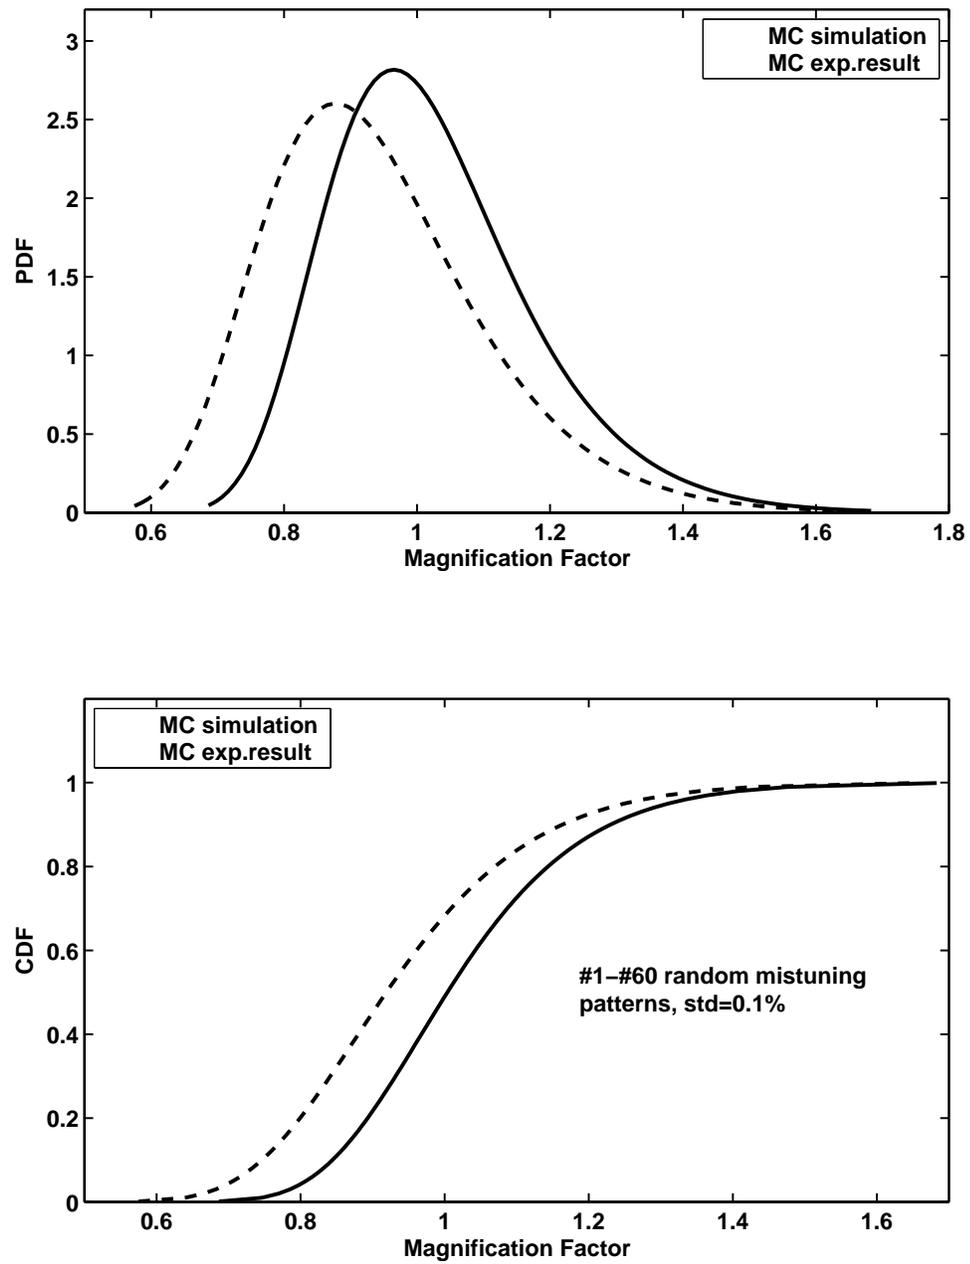 3
2.5
2
1.5
1
0.5
0
PDF
MC simulation
MC exp.result
0.6
0.8
1
1.2
1.4
1.6
1.8
Magnification Factor
MC simulation
MC exp.result
1
0.8
0.6
0.4
0.2
0
CDF
#1−#60 random mistuning
patterns, std=0.1%
0.6
0.8
1
1.2
1.4
1.6
Magnification Factor